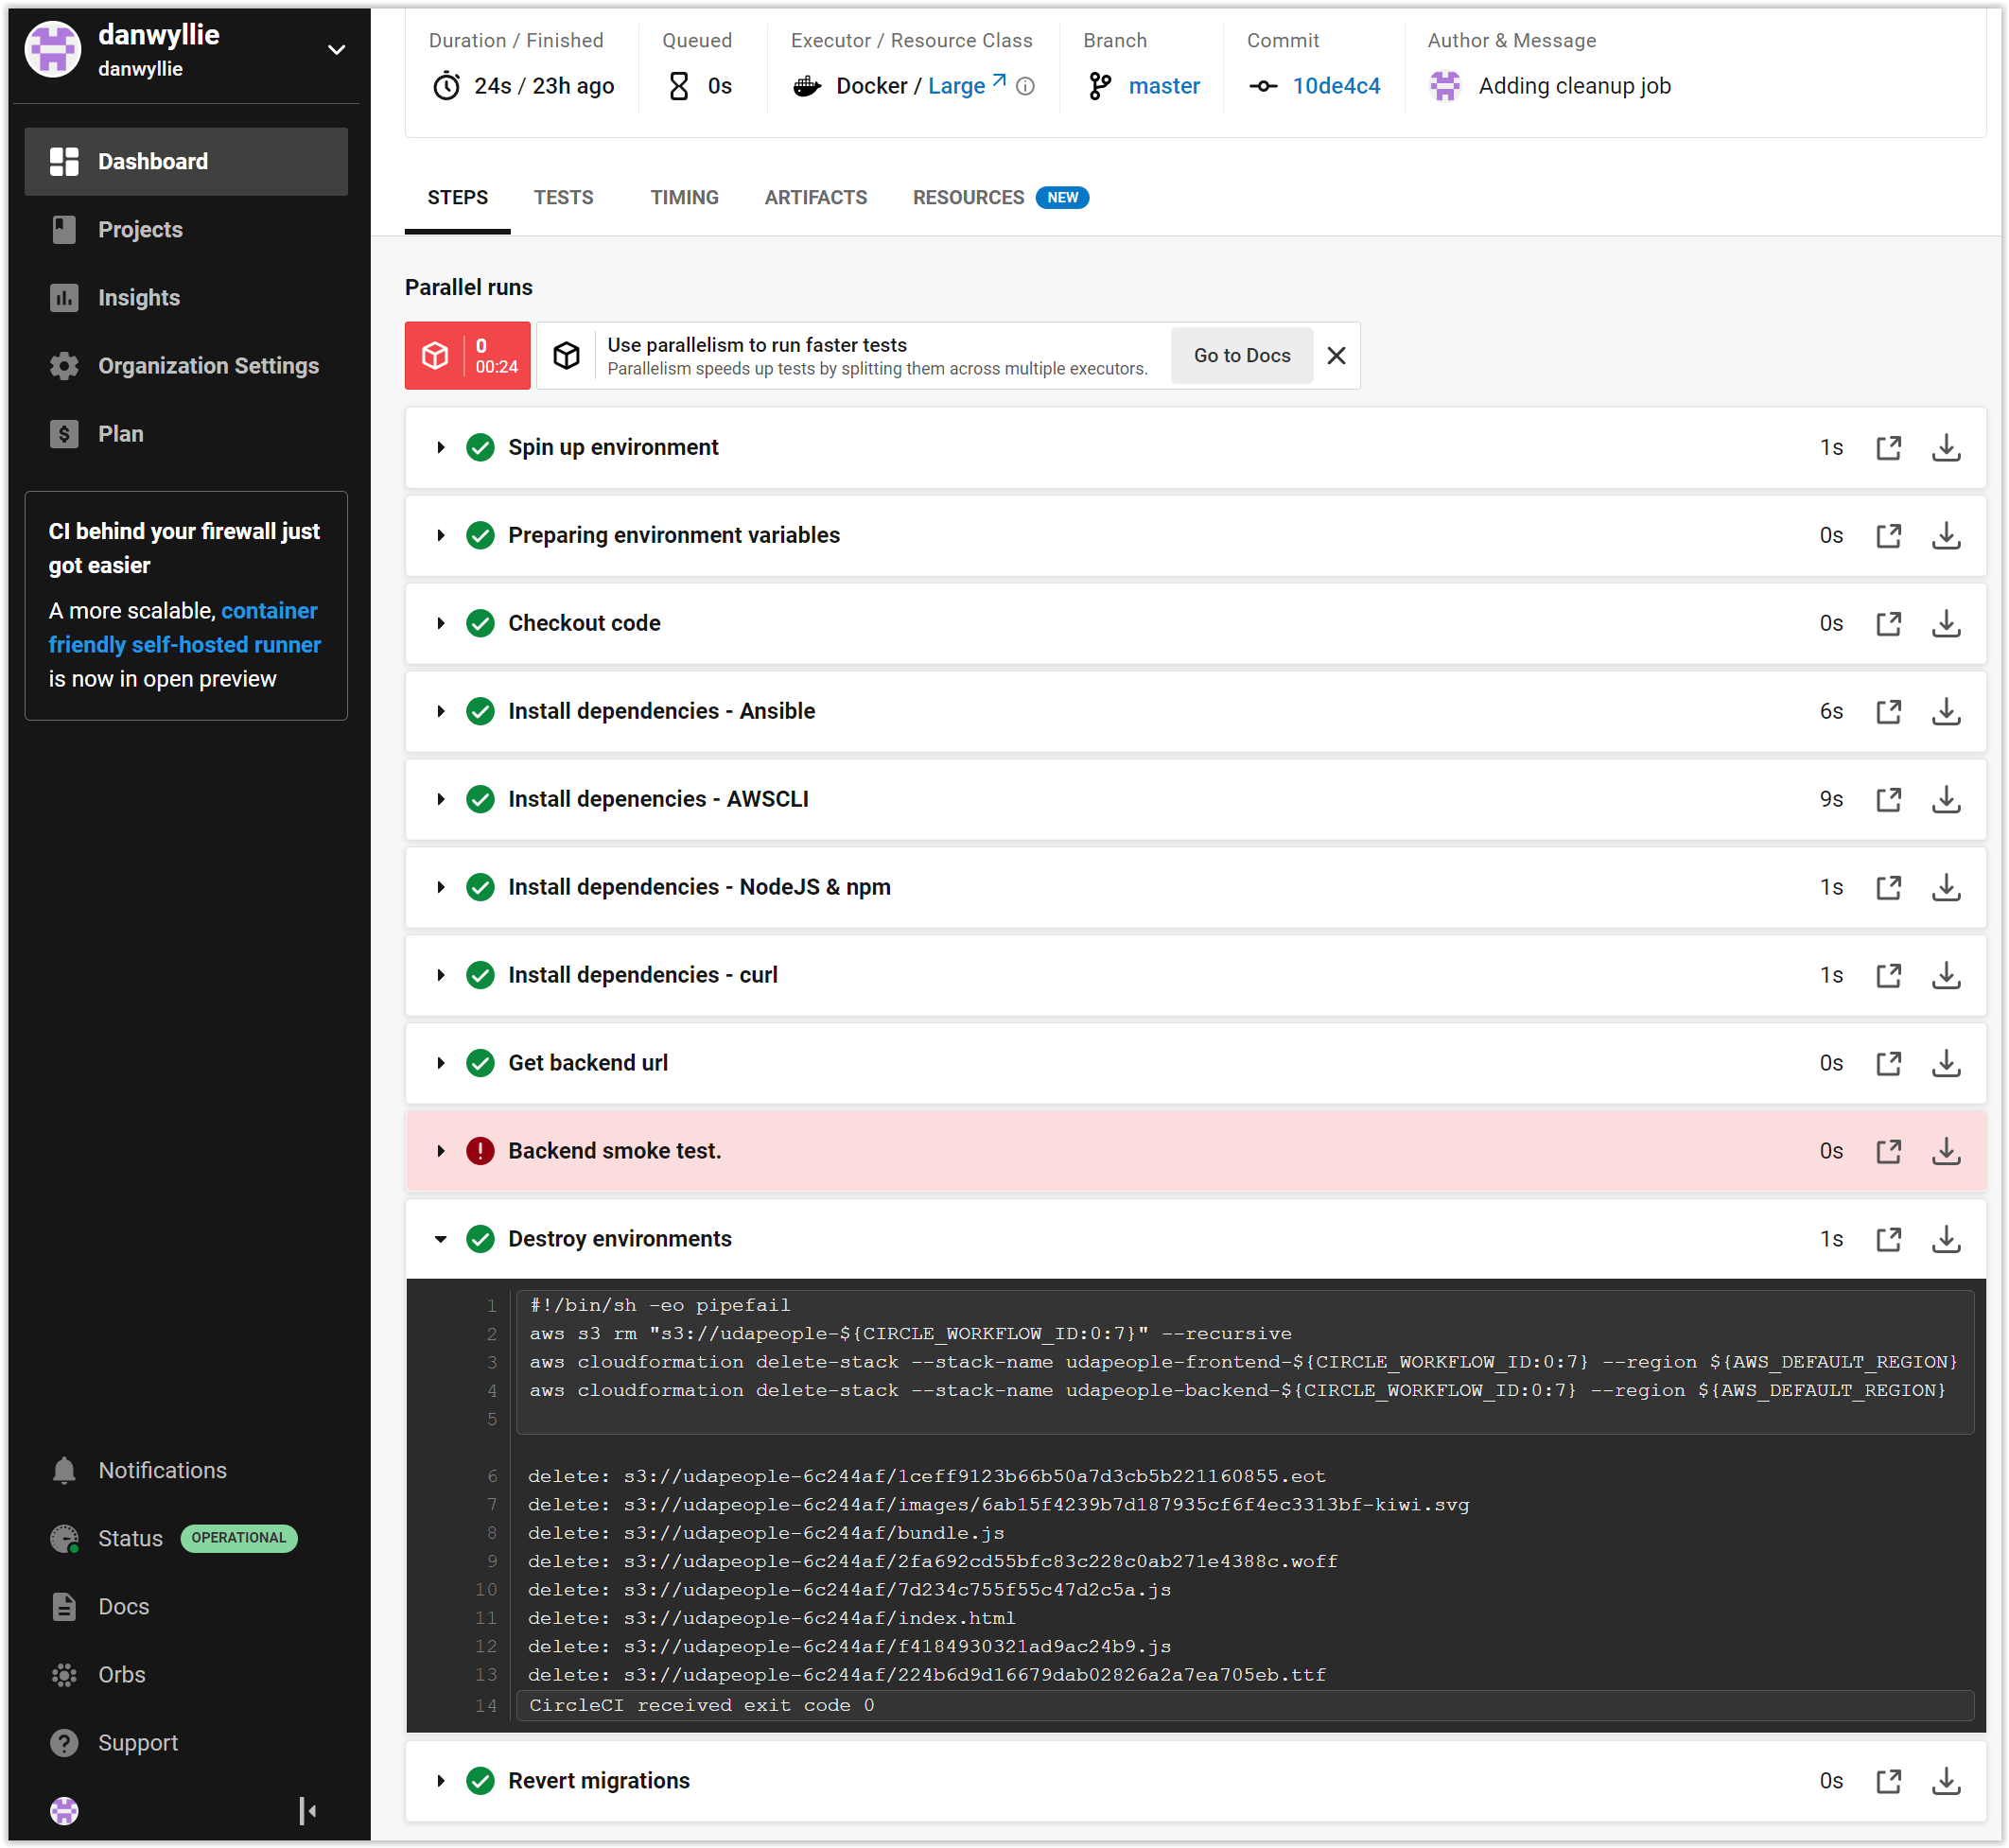 danwyllie
danwyllie
Dashboard
Projects
Insights
Organization Settings
Plan
CI behind your firewall just
got easier
A more scalable, container
friendly self-hosted runner
is now in open preview
Notifications
Status OPERATIONAL
Docs
Orbs
Support
Duration / Finished
24s / 23h ago
Queued
0s
Executor / Resource Class
Docker / Large
Branch
master
Commit
10de4c4
Author & Message
Adding cleanup job
STEPS TESTS TIMING ARTIFACTS RESOURCES NEW
Parallel runs
0
00:24
Use parallelism to run faster tests
Parallelism speeds up tests by splitting them across multiple executors.
Go to Docs
Spin up environment 1s
Preparing environment variables 0s
Checkout code 0s
Install dependencies - Ansible 6s
Install depenencies - AWSCLI 9s
Install dependencies - NodeJS & npm 1s
Install dependencies - curl 1s
Get backend url 0s
Backend smoke test. 0s
Destroy environments 1s
1 #!/bin/sh -eo pipefail
2 aws s3 rm "s3://udapeople-${CIRCLE_WORKFLOW_ID:0:7}" --recursive
3 aws cloudformation delete-stack --stack-name udapeople-frontend-${CIRCLE_WORKFLOW_ID:0:7} --region ${AWS_DEFAULT_REGION}
4 aws cloudformation delete-stack --stack-name udapeople-backend-${CIRCLE_WORKFLOW_ID:0:7} --region ${AWS_DEFAULT_REGION}
5
6 delete: s3://udapeople-6c244af/1ceff9123b66b50a7d3cb5b221160855.eot
7 delete: s3://udapeople-6c244af/images/6ab15f4239b7d187935cf6f4ec3313bf-kiwi.svg
8 delete: s3://udapeople-6c244af/bundle.js
9 delete: s3://udapeople-6c244af/2fa692cd55bfc83c228c0ab271e4388c.woff
10 delete: s3://udapeople-6c244af/7d234c755f55c47d2c5a.js
11 delete: s3://udapeople-6c244af/index.html
12 delete: s3://udapeople-6c244af/f4184930321ad9ac24b9.js
13 delete: s3://udapeople-6c244af/224b6d9d16679dab02826a2a7ea705eb.ttf
14 CircleCI received exit code 0
Revert migrations 0s